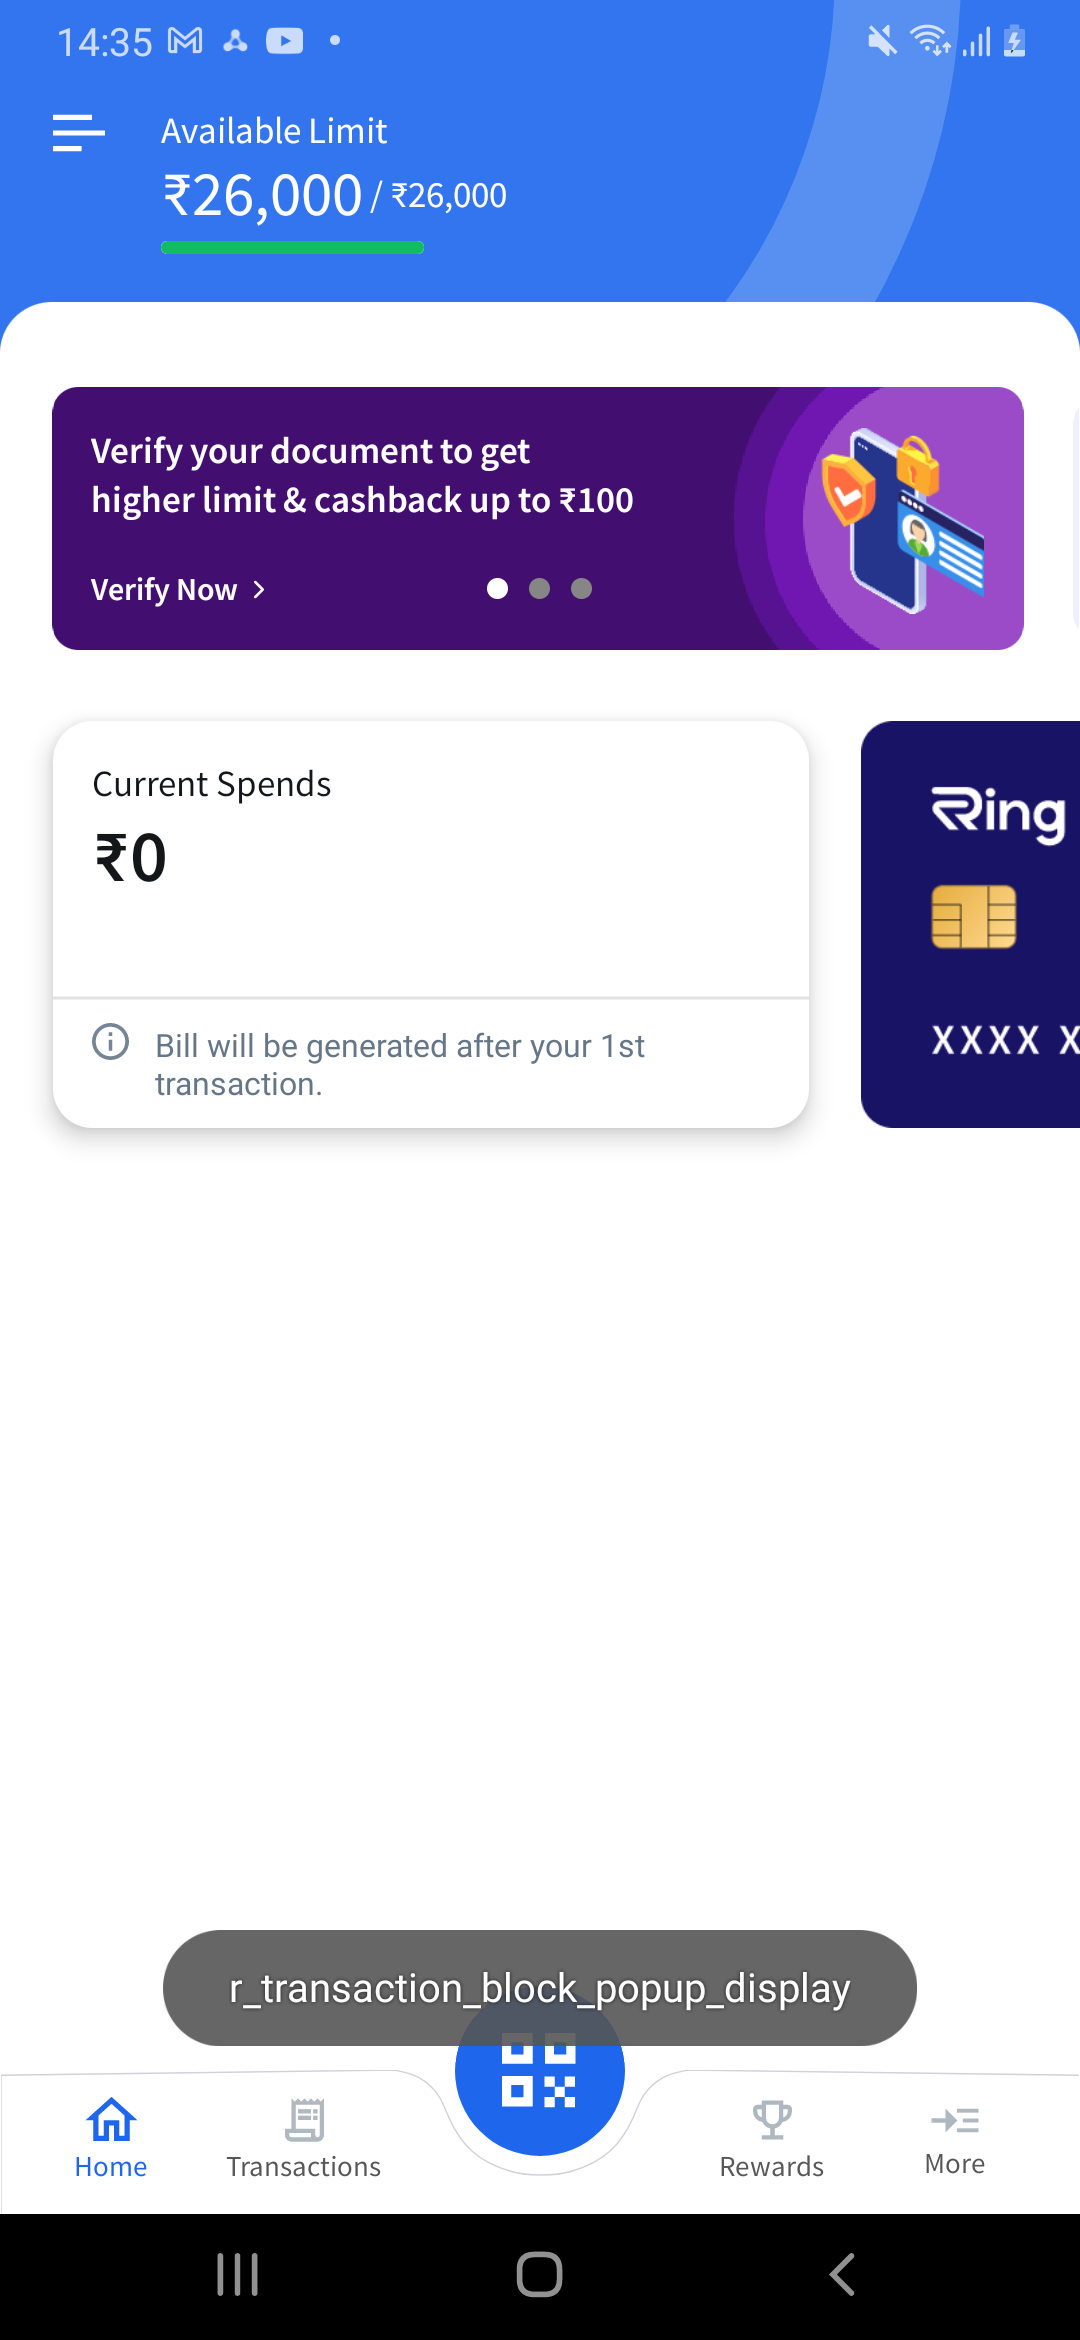 14:35
Available Limit
₹26,000 / ₹26,000
Verify your document to get
higher limit & cashback up to ₹100
Verify Now
Current Spends
₹0
Bill will be generated after your 1st
transaction.
Ring
XXXX X
r_transaction_block_popup_display
Home
Transactions
Rewards
More